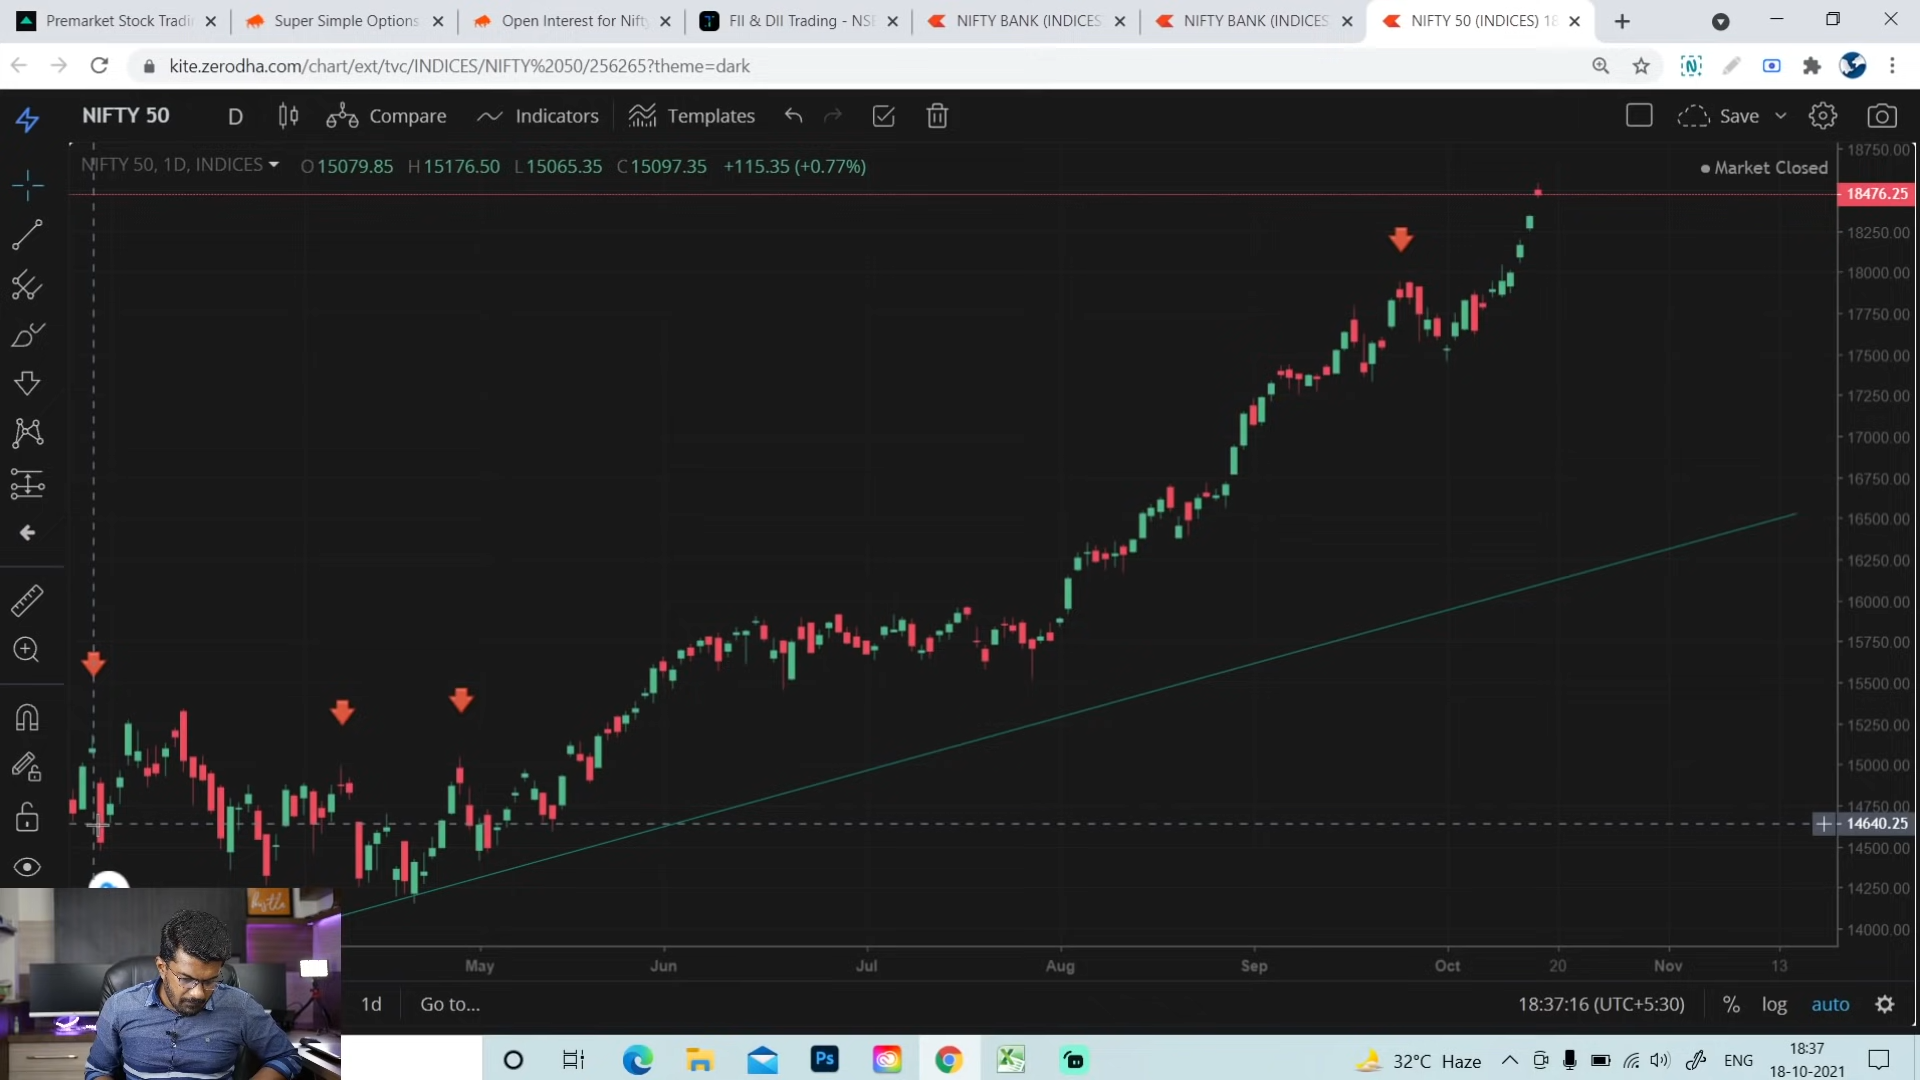 Premarket Stock Tradi
Super Simple Options
Open Interest for Nifty
FII & DII Trading - NSE
NIFTY BANK (INDICES
NIFTY BANK (INDICES
NIFTY 50 (INDICES) 18
kite.zerodha.com/chart/ext/tvc/INDICES/NIFTY%2050/256265?theme=dark
NIFTY 50 D Compare Indicators Templates Save
NIFTY 50, 1D, INDICES O15079.85 H15176.50 L15065.35 C15097.35 +115.35 (+0.77%)
Market Closed
18750.00
18476.25
18250.00
18000.00
17750.00
17500.00
17250.00
17000.00
16750.00
16500.00
16250.00
16000.00
15750.00
15500.00
15250.00
15000.00
14750.00
14640.25
14500.00
14250.00
14000.00
hustle
May Jun Jul Aug Sep Oct 20 Nov 13
1d Go to... 18:37:16 (UTC+5:30) % log auto
Ps
32°C Haze
ENG
18:37
18-10-2021